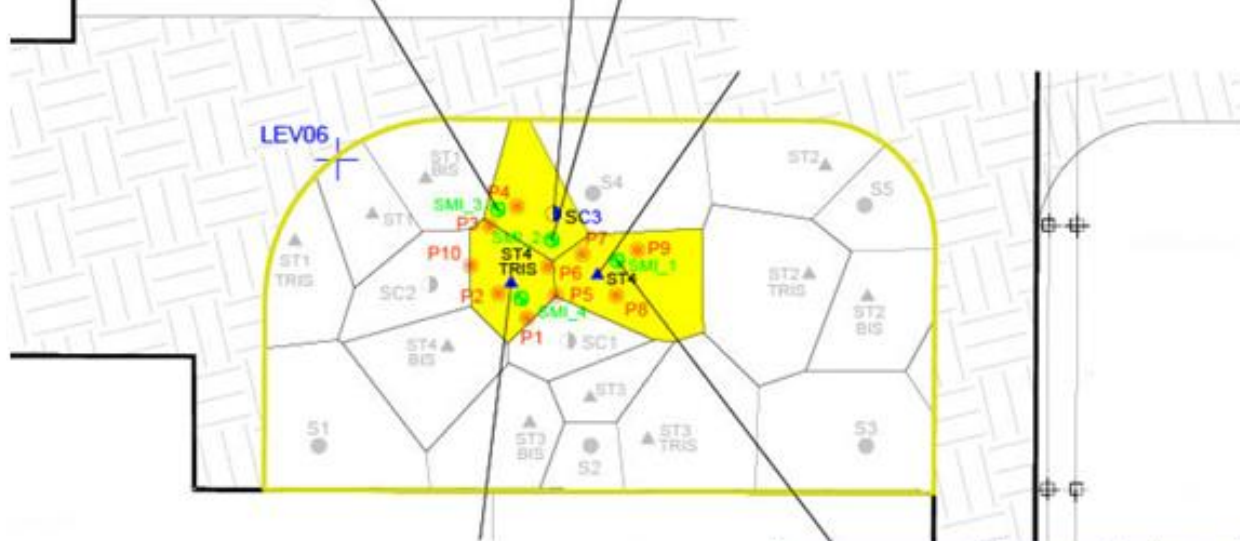 LEV06
ST1
BIS
ST2
S4
S5
P4
SMI_3
ST1
SC3
P3
SMI_2
P7
P9
ST1
TRIS
P10
ST4
TRIS
P6
SMI_1
ST4
ST2
TRIS
SC2
P2
P5
P8
ST2
BIS
SMI_4
P1
SC1
ST4
BIS
ST3
S1
ST3
BIS
S2
ST3
TRIS
S3